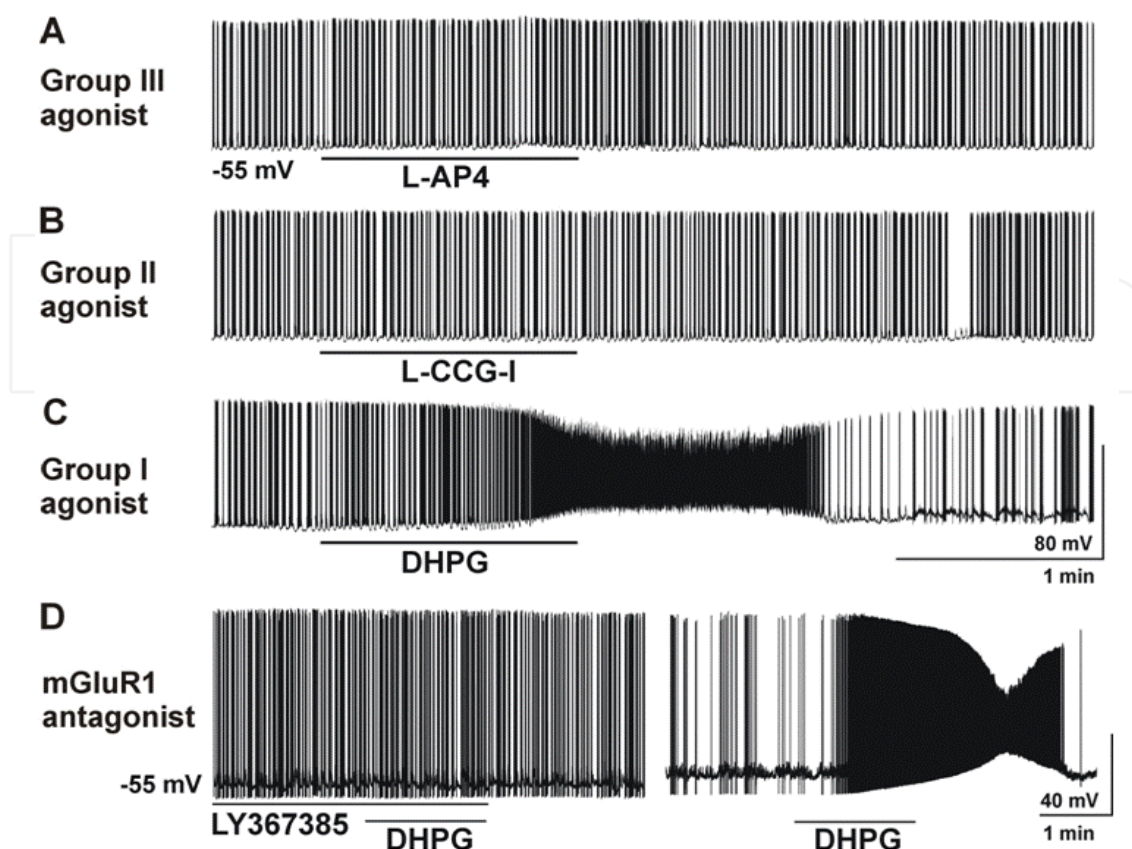 A
Group III
agonist
-55 mV
L-AP4
B
Group II
agonist
L-CCG-I
C
Group I
agonist
DHPG
80 mV
1 min
D
mGluR1
antagonist
-55 mV
LY367385
DHPG
DHPG
40 mV
1 min